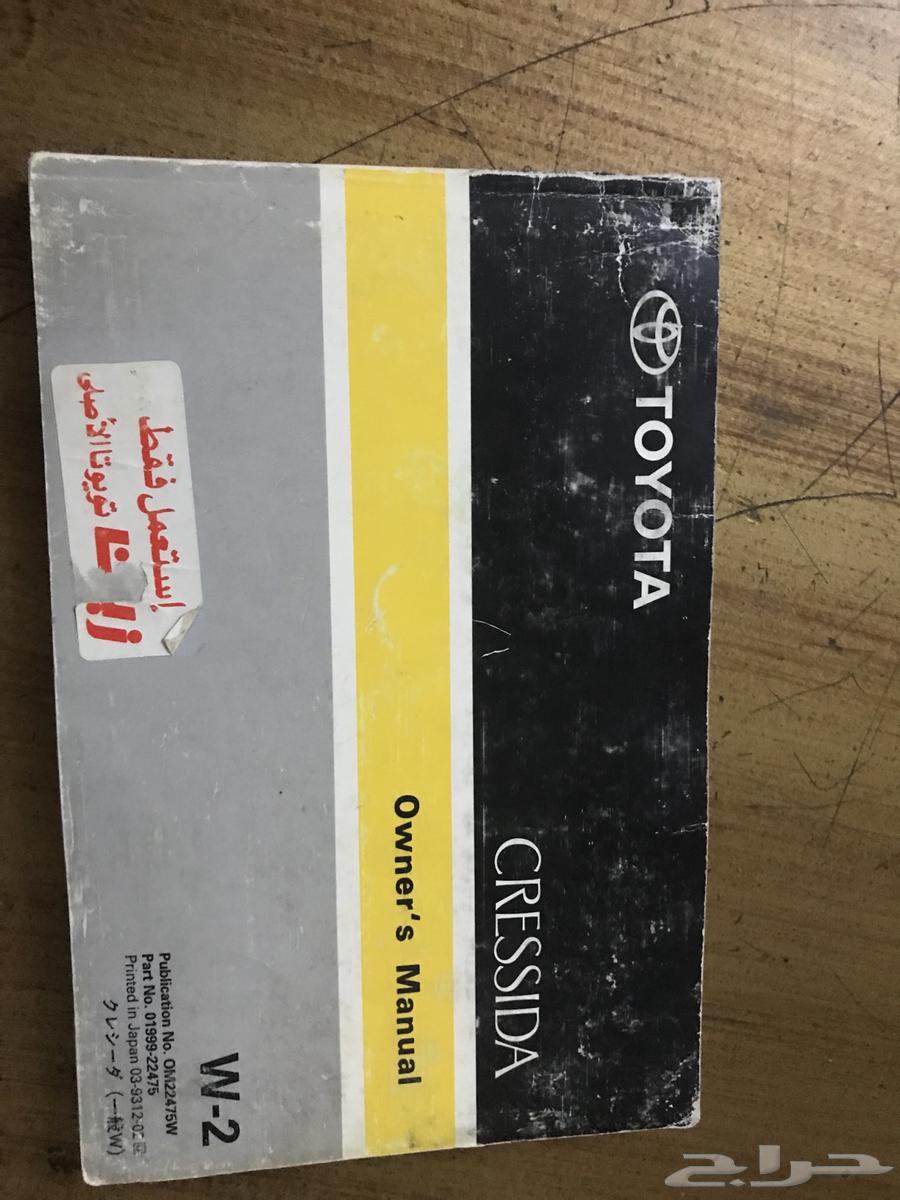 TOYOTA
CRESSIDA
Owner's Manual
إستعمل فقط
تويوتا الأصلي
W-2
Publication No. OM22475W
Part No. 01999-22475
Printed in Japan 03-9312-02
クレシーダ (一般W)
حراج